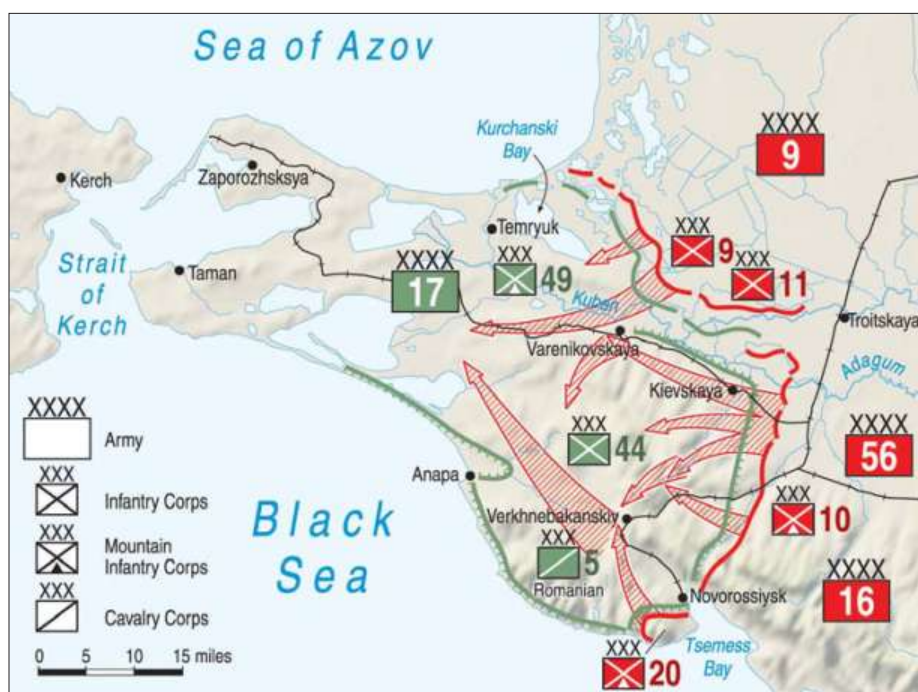 Sea of Azov
Kurchanski
Bay
XXXX
9
Kerch
Zaporozhsksya
Temryuk
XXX
9
XXX
11
Strait
of
Kerch
Taman
XXXX
17
XXX
49
Kuban
Troitskaya
Varenikovskaya
Adagum
Kievskaya
XXXX
Army
XXX
44
XXXX
56
Anapa
XXX
Infantry Corps
Black
Sea
Verkhnebakanskiy
XXX
10
XXX
Mountain
Infantry Corps
XXX
5
Romanian
XXXX
16
XXX
Cavalry Corps
Novorossiysk
0 5 10 15 miles
Tsemess
Bay
XXX
20